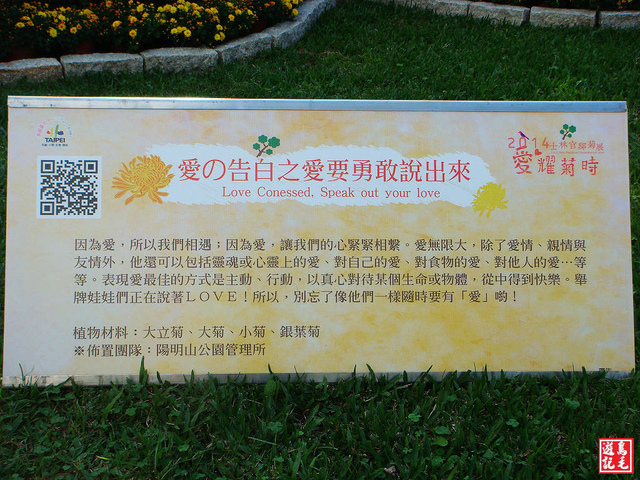 TAIPEI
2014士林官邸菊展
愛耀菊時
愛の告白之愛要勇敢說出來
Love Conessed, Speak out your love
因為愛，所以我們相遇；因為愛，讓我們的心緊緊相繫。愛無限大，除了愛情、親情與
友情外，他還可以包括靈魂或心靈上的愛、對自己的愛、對食物的愛、對他人的愛…等
等。表現愛最佳的方式是主動、行動，以真心對待某個生命或物體，從中得到快樂。舉
牌娃娃們正在說著LOVE！所以，別忘了像他們一樣隨時要有「愛」喲！
植物材料：大立菊、大菊、小菊、銀葉菊
※佈置團隊：陽明山公園管理所
馬毛
遊記